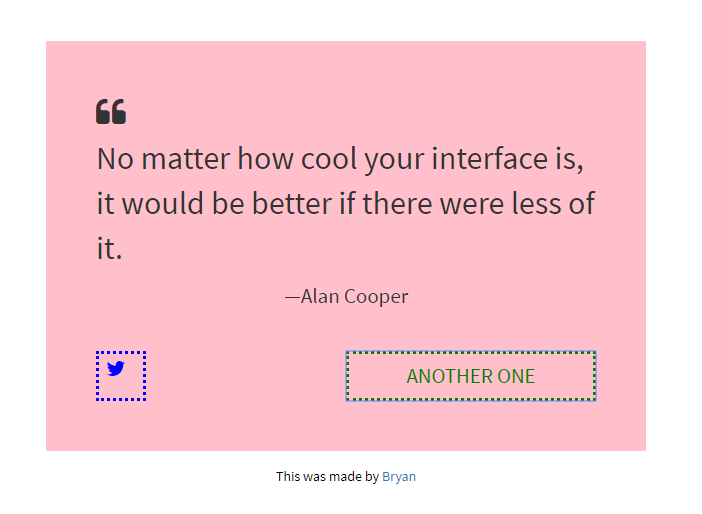 No matter how cool your interface is,
it would be better if there were less of
it.
—Alan Cooper
ANOTHER ONE
This was made by Bryan